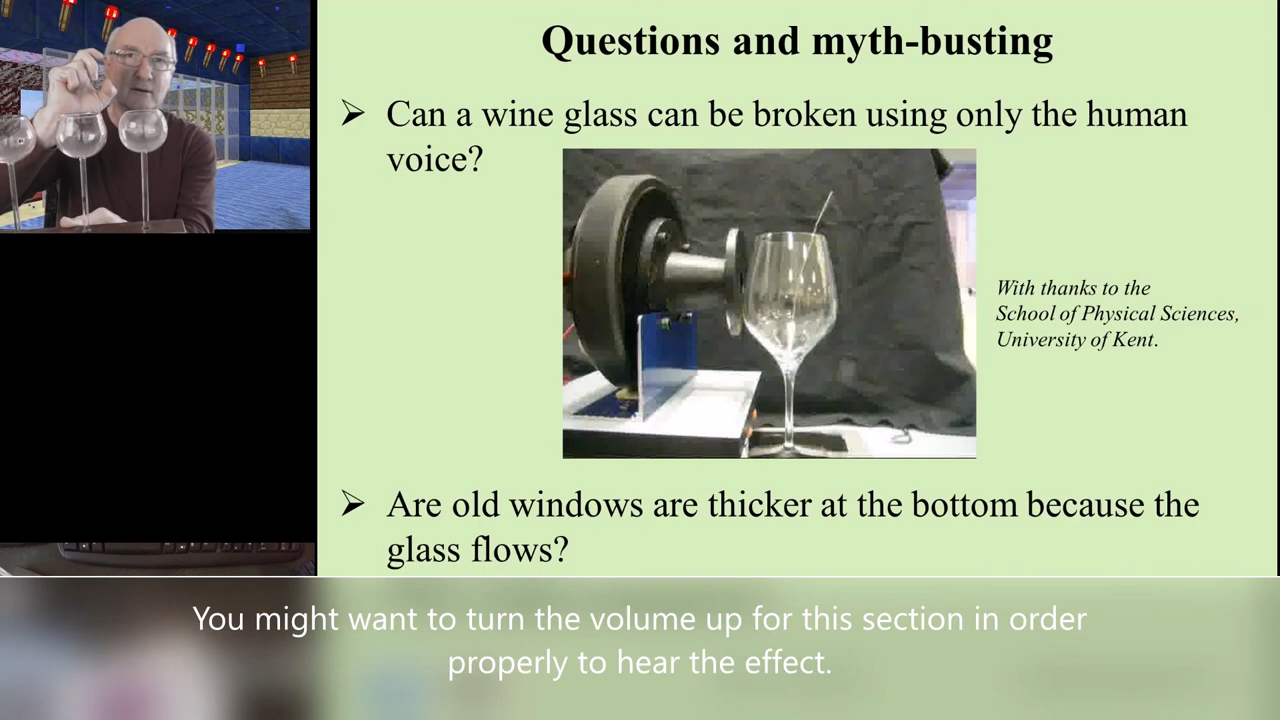 Questions and myth-busting
➢ Can a wine glass can be broken using only the human
voice?
With thanks to the
School of Physical Sciences,
University of Kent.
➢ Are old windows are thicker at the bottom because the
glass flows?
You might want to turn the volume up for this section in order
properly to hear the effect.